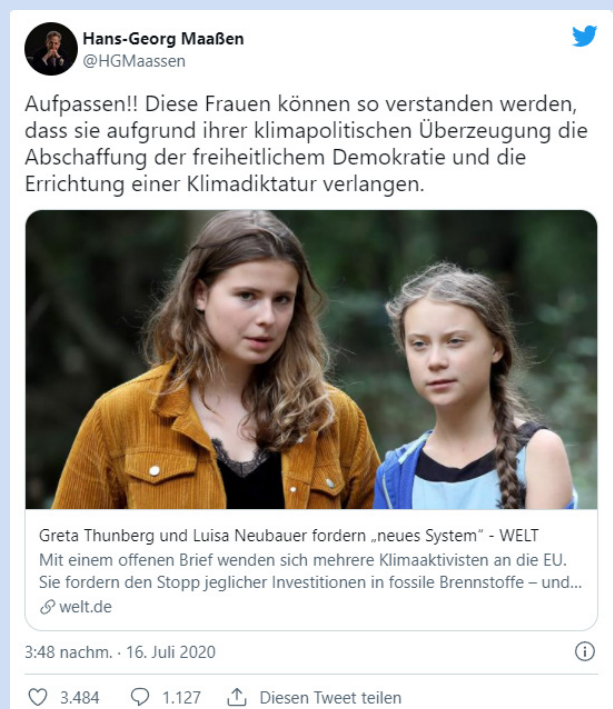 Hans-Georg Maaßen
@HGMaassen
Aufpassen!! Diese Frauen können so verstanden werden,
dass sie aufgrund ihrer klimapolitischen Überzeugung die
Abschaffung der freiheitlichem Demokratie und die
Errichtung einer Klimadiktatur verlangen.
Greta Thunberg und Luisa Neubauer fordern „neues System“ - WELT
Mit einem offenen Brief wenden sich mehrere Klimaaktivisten an die EU.
Sie fordern den Stopp jeglicher Investitionen in fossile Brennstoffe – und...
welt.de
3:48 nachm. · 16. Juli 2020
3.484 1.127 Diesen Tweet teilen